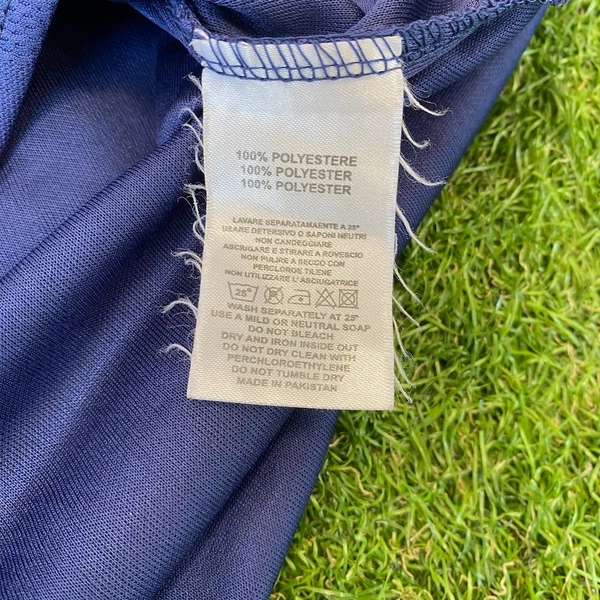 100% POLYESTERE
100% POLYESTER
100% POLYESTER
LAVARE SEPARATAMAENTE A 25°
USARE DETERSIVO O SAPONI NEUTRI
NON CANDEGGIARE
ASCIUGARE E STIRARE A ROVESCIO
NON PULIRE A SECCO CON
PERCLOROS TILENE
NON UTILIZZARE L'ASCIUGATRICE
25°
WASH SEPARATELY AT 25°
USE A MILD OR NEUTRAL SOAP
DO NOT BLEACH
DRY AND IRON INSIDE OUT
DO NOT DRY CLEAN WITH
PERCHLOROETHYLENE
DO NOT TUMBLE DRY
MADE IN PAKISTAN